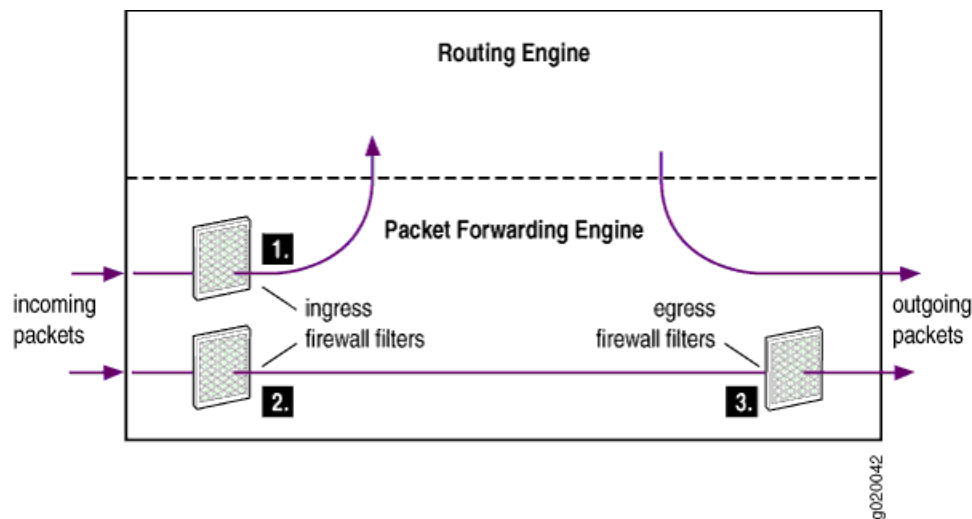 Routing Engine
Packet Forwarding Engine
1.
incoming
packets
ingress
firewall filters
egress
firewall filters
outgoing
packets
2.
3.
g020042